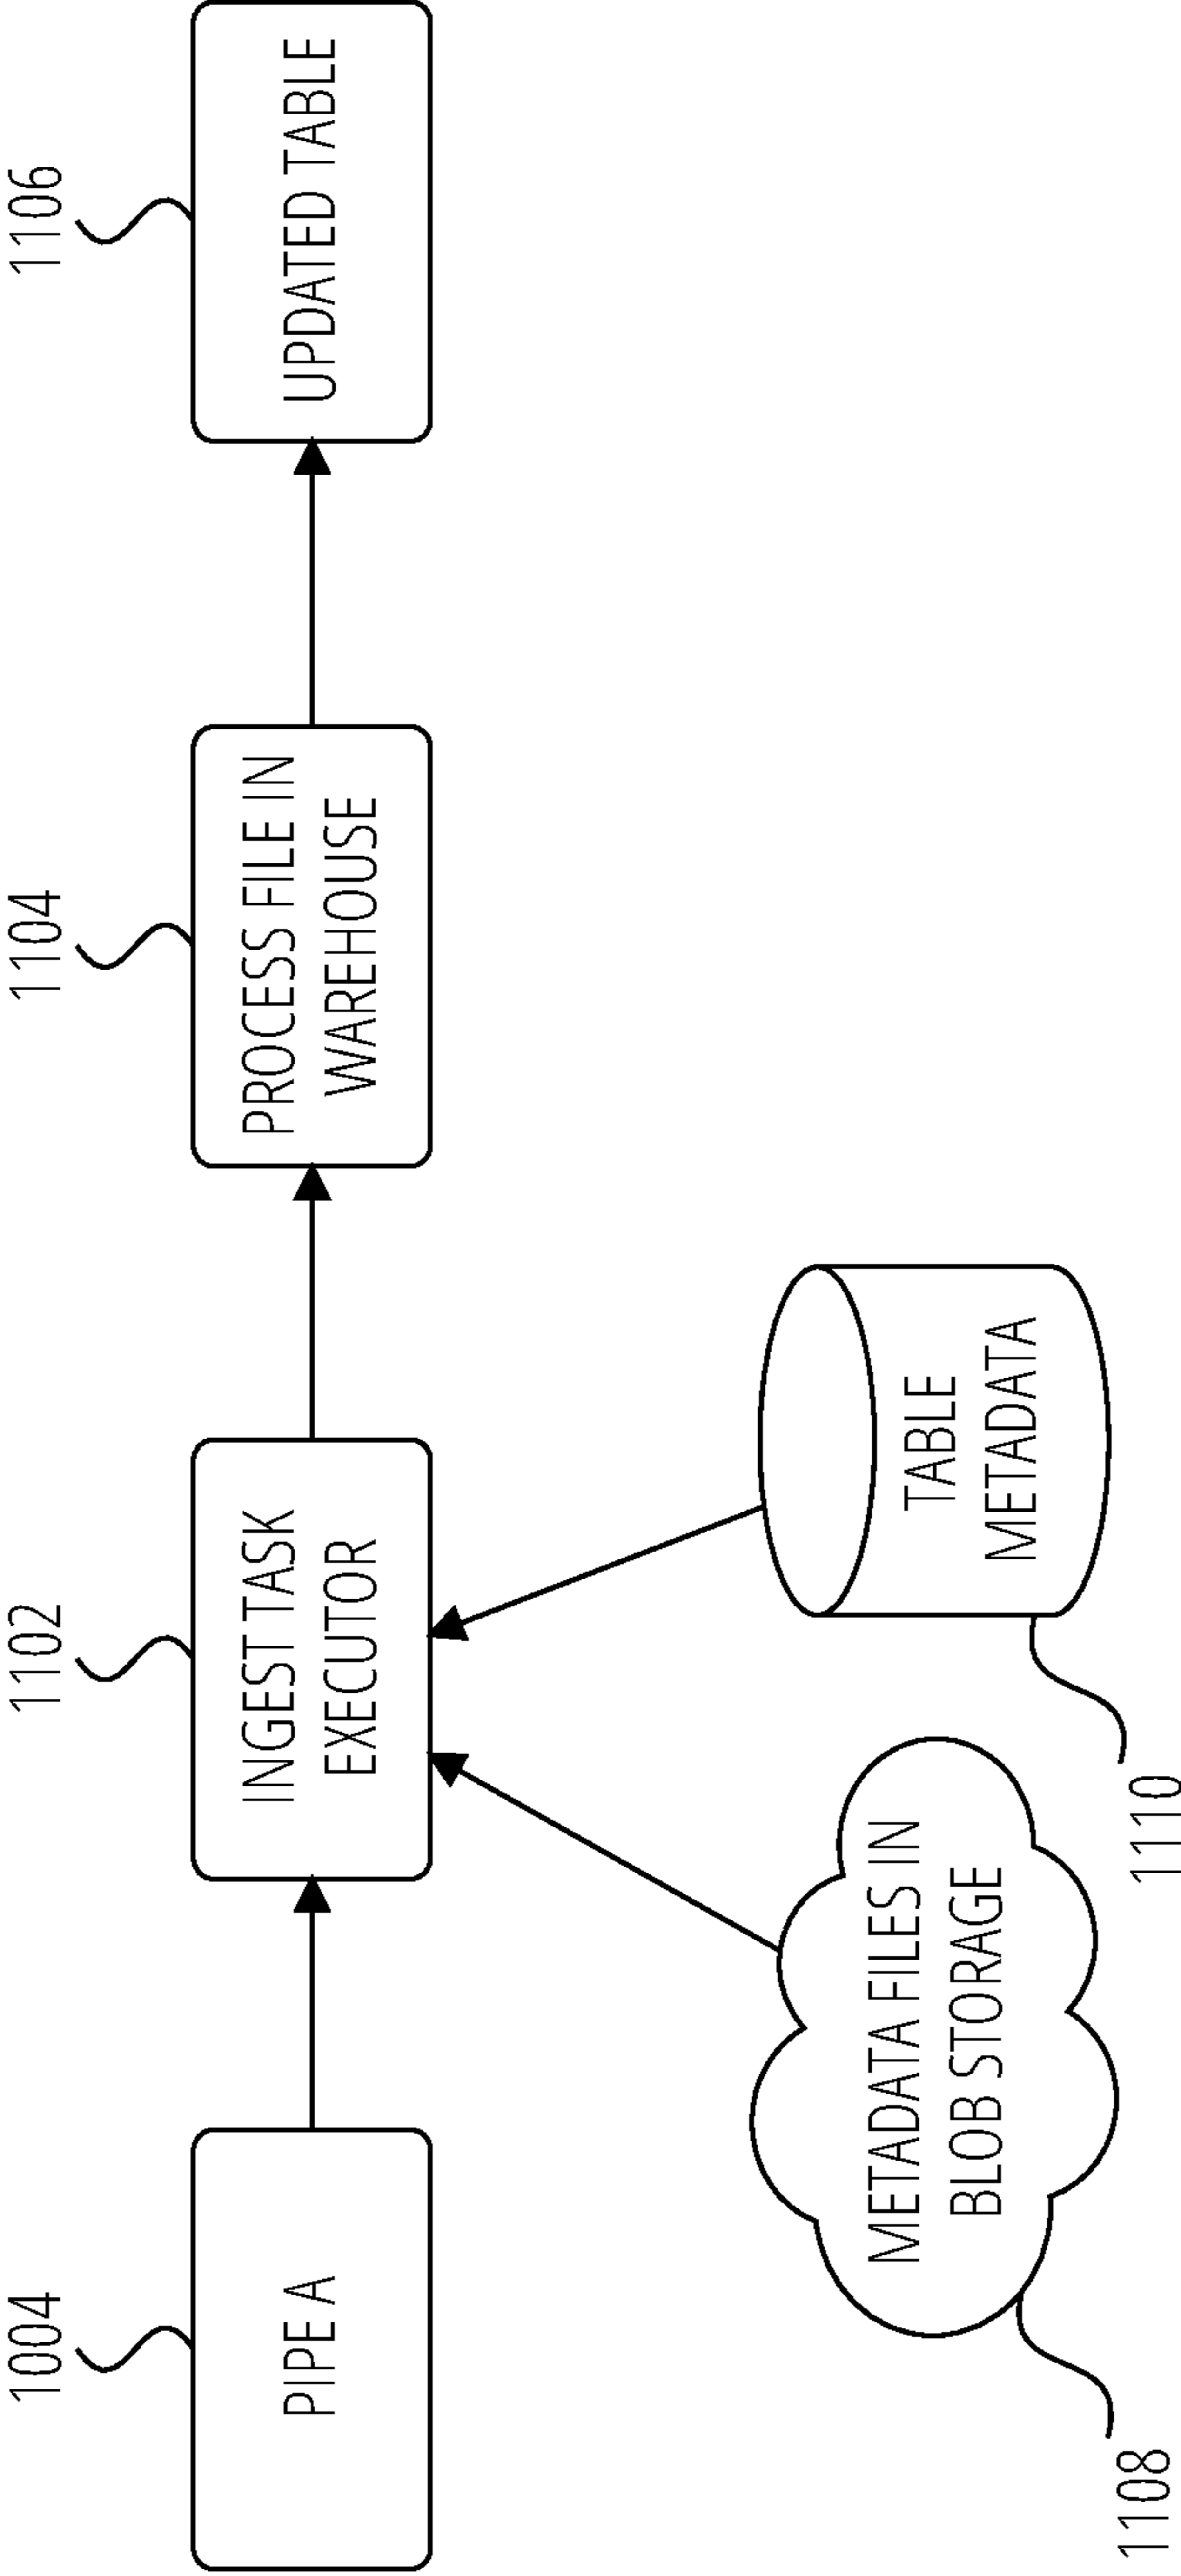 1004
1102
1104
1106
PIPE A
INGEST TASK
EXECUTOR
PROCESS FILE IN
WAREHOUSE
UPDATED TABLE
METADATA FILES IN
BLOB STORAGE
TABLE
METADATA
1108
1110